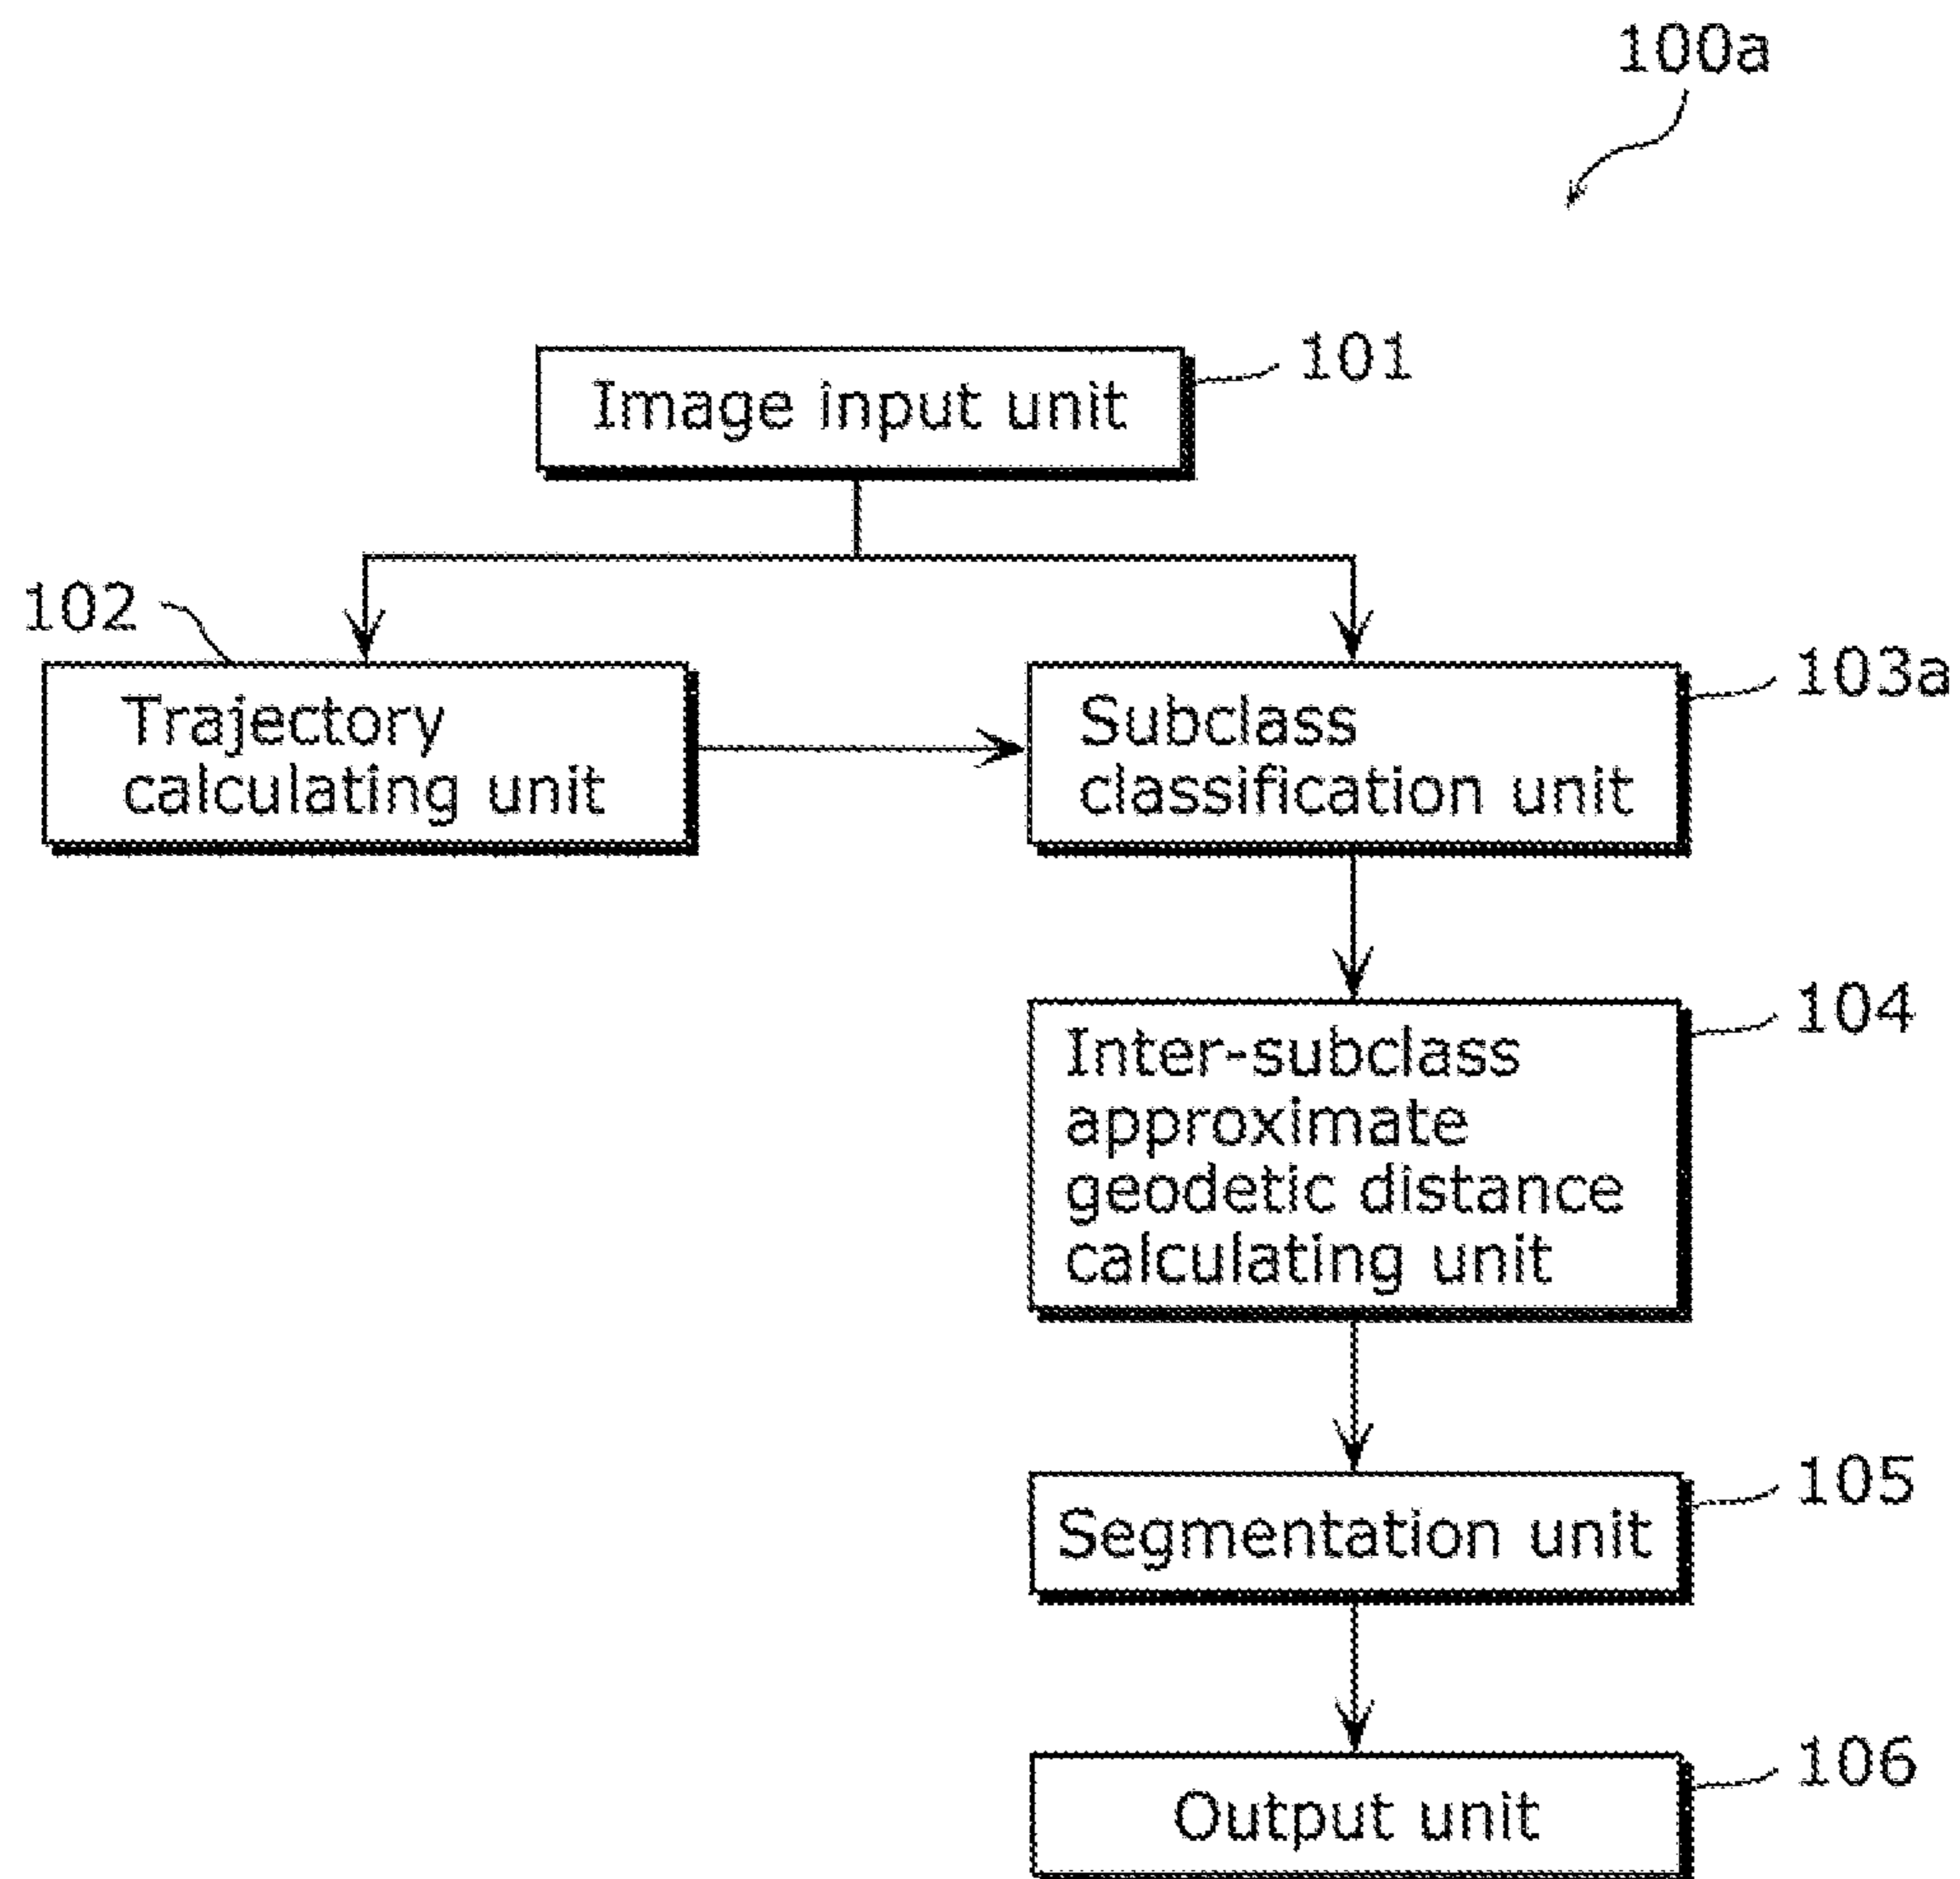 100a
Image input unit
101
102
Trajectory
calculating unit
Subclass
classification unit
103a
Inter-subclass
approximate
geodetic distance
calculating unit
104
Segmentation unit
105
Output unit
106